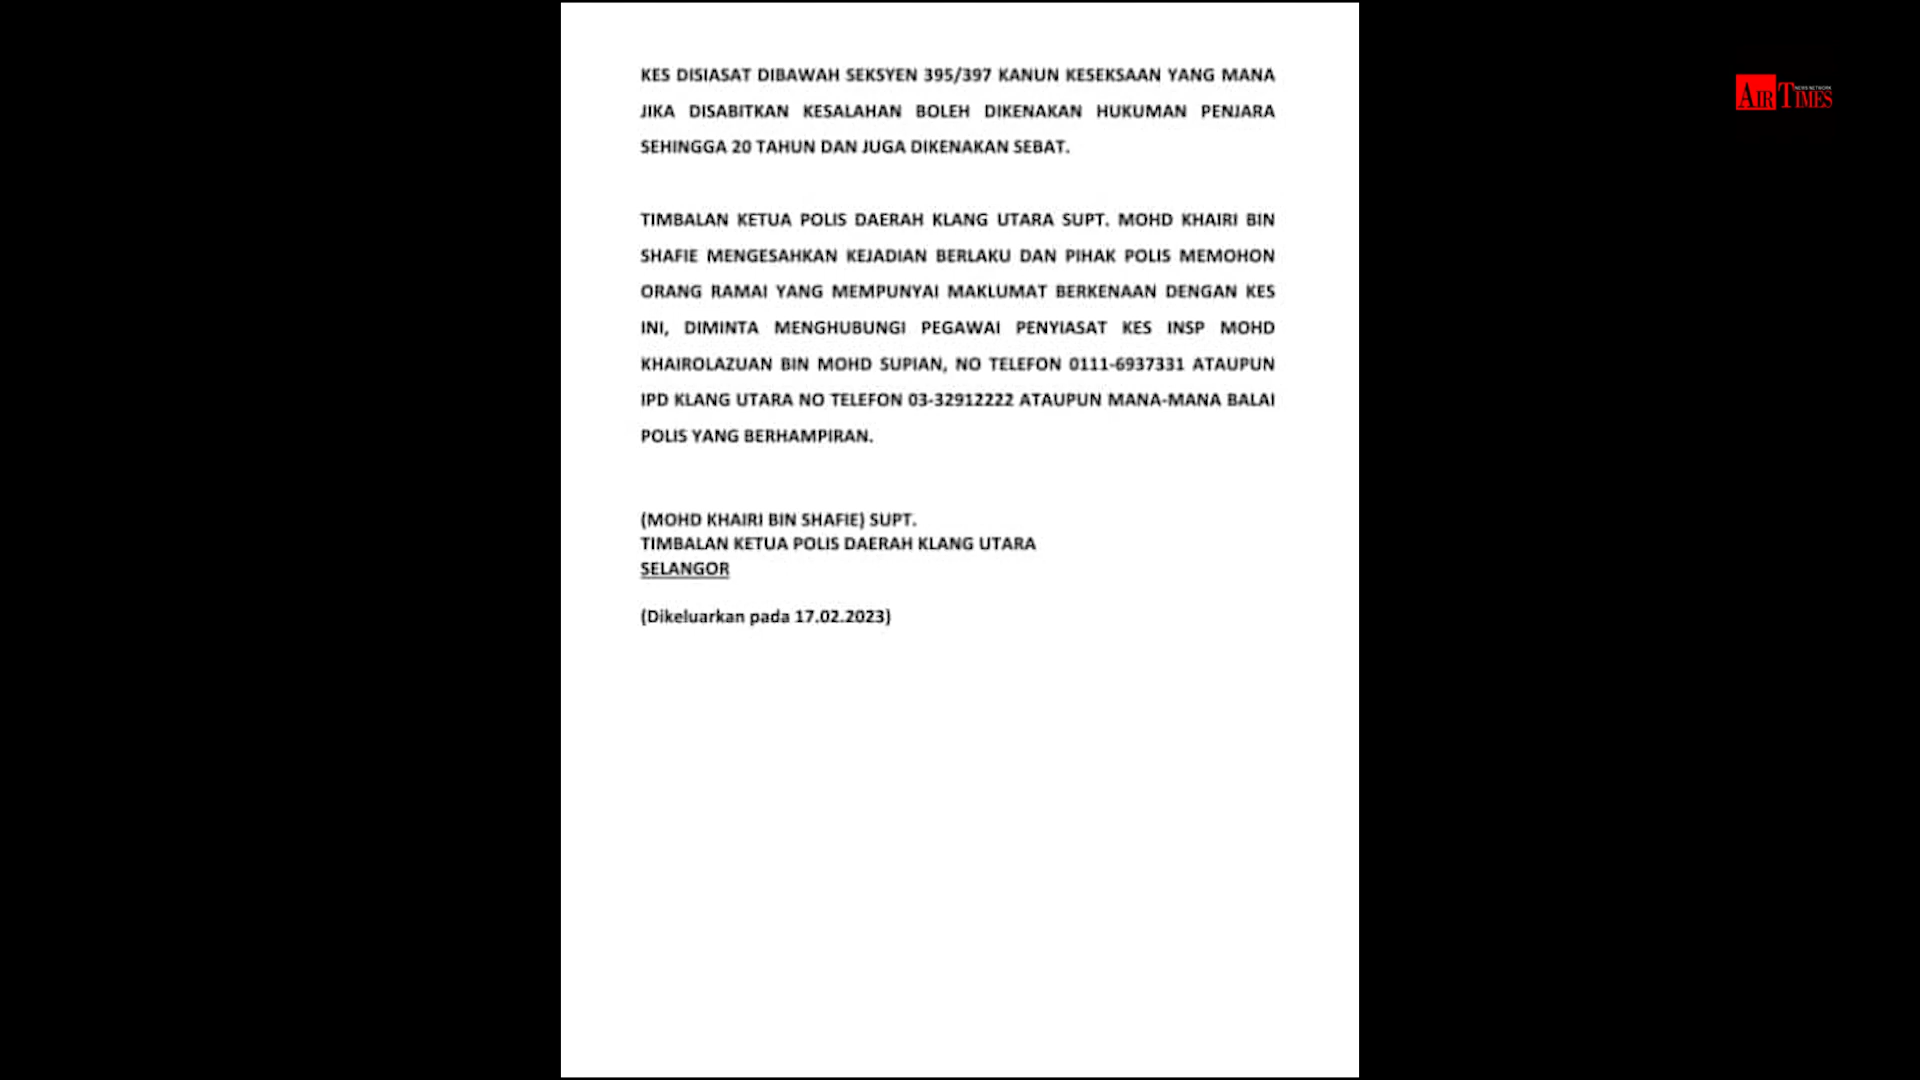 KES DISIASAT DIBAWAH SEKSYEN 395/397 KANUN KESEKSAAN YANG MANA
JIKA DISABITKAN KESALAHAN BOLEH DIKENAKAN HUKUMAN PENJARA
SEHINGGA 20 TAHUN DAN JUGA DIKENAKAN SEBAT.
TIMBALAN KETUA POLIS DAERAH KLANG UTARA SUPT. MOHD KHAIRI BIN
SHAFIE MENGESAHKAN KEJADIAN BERLAKU DAN PIHAK POLIS MEMOHON
ORANG RAMAI YANG MEMPUNYAI MAKLUMAT BERKENAAN DENGAN KES
INI, DIMINTA MENGHUBUNGI PEGAWAI PENYIASAT KES INSP MOHD
KHAIROLAZUAN BIN MOHD SUPIAN, NO TELEFON 0111-6937331 ATAUPUN
IPD KLANG UTARA NO TELEFON 03-32912222 ATAUPUN MANA-MANA BALAI
POLIS YANG BERHAMPIRAN.
(MOHD KHAIRI BIN SHAFIE) SUPT.
TIMBALAN KETUA POLIS DAERAH KLANG UTARA
SELANGOR
(Dikeluarkan pada 17.02.2023)
NEWS NETWORK
AIR TIMES